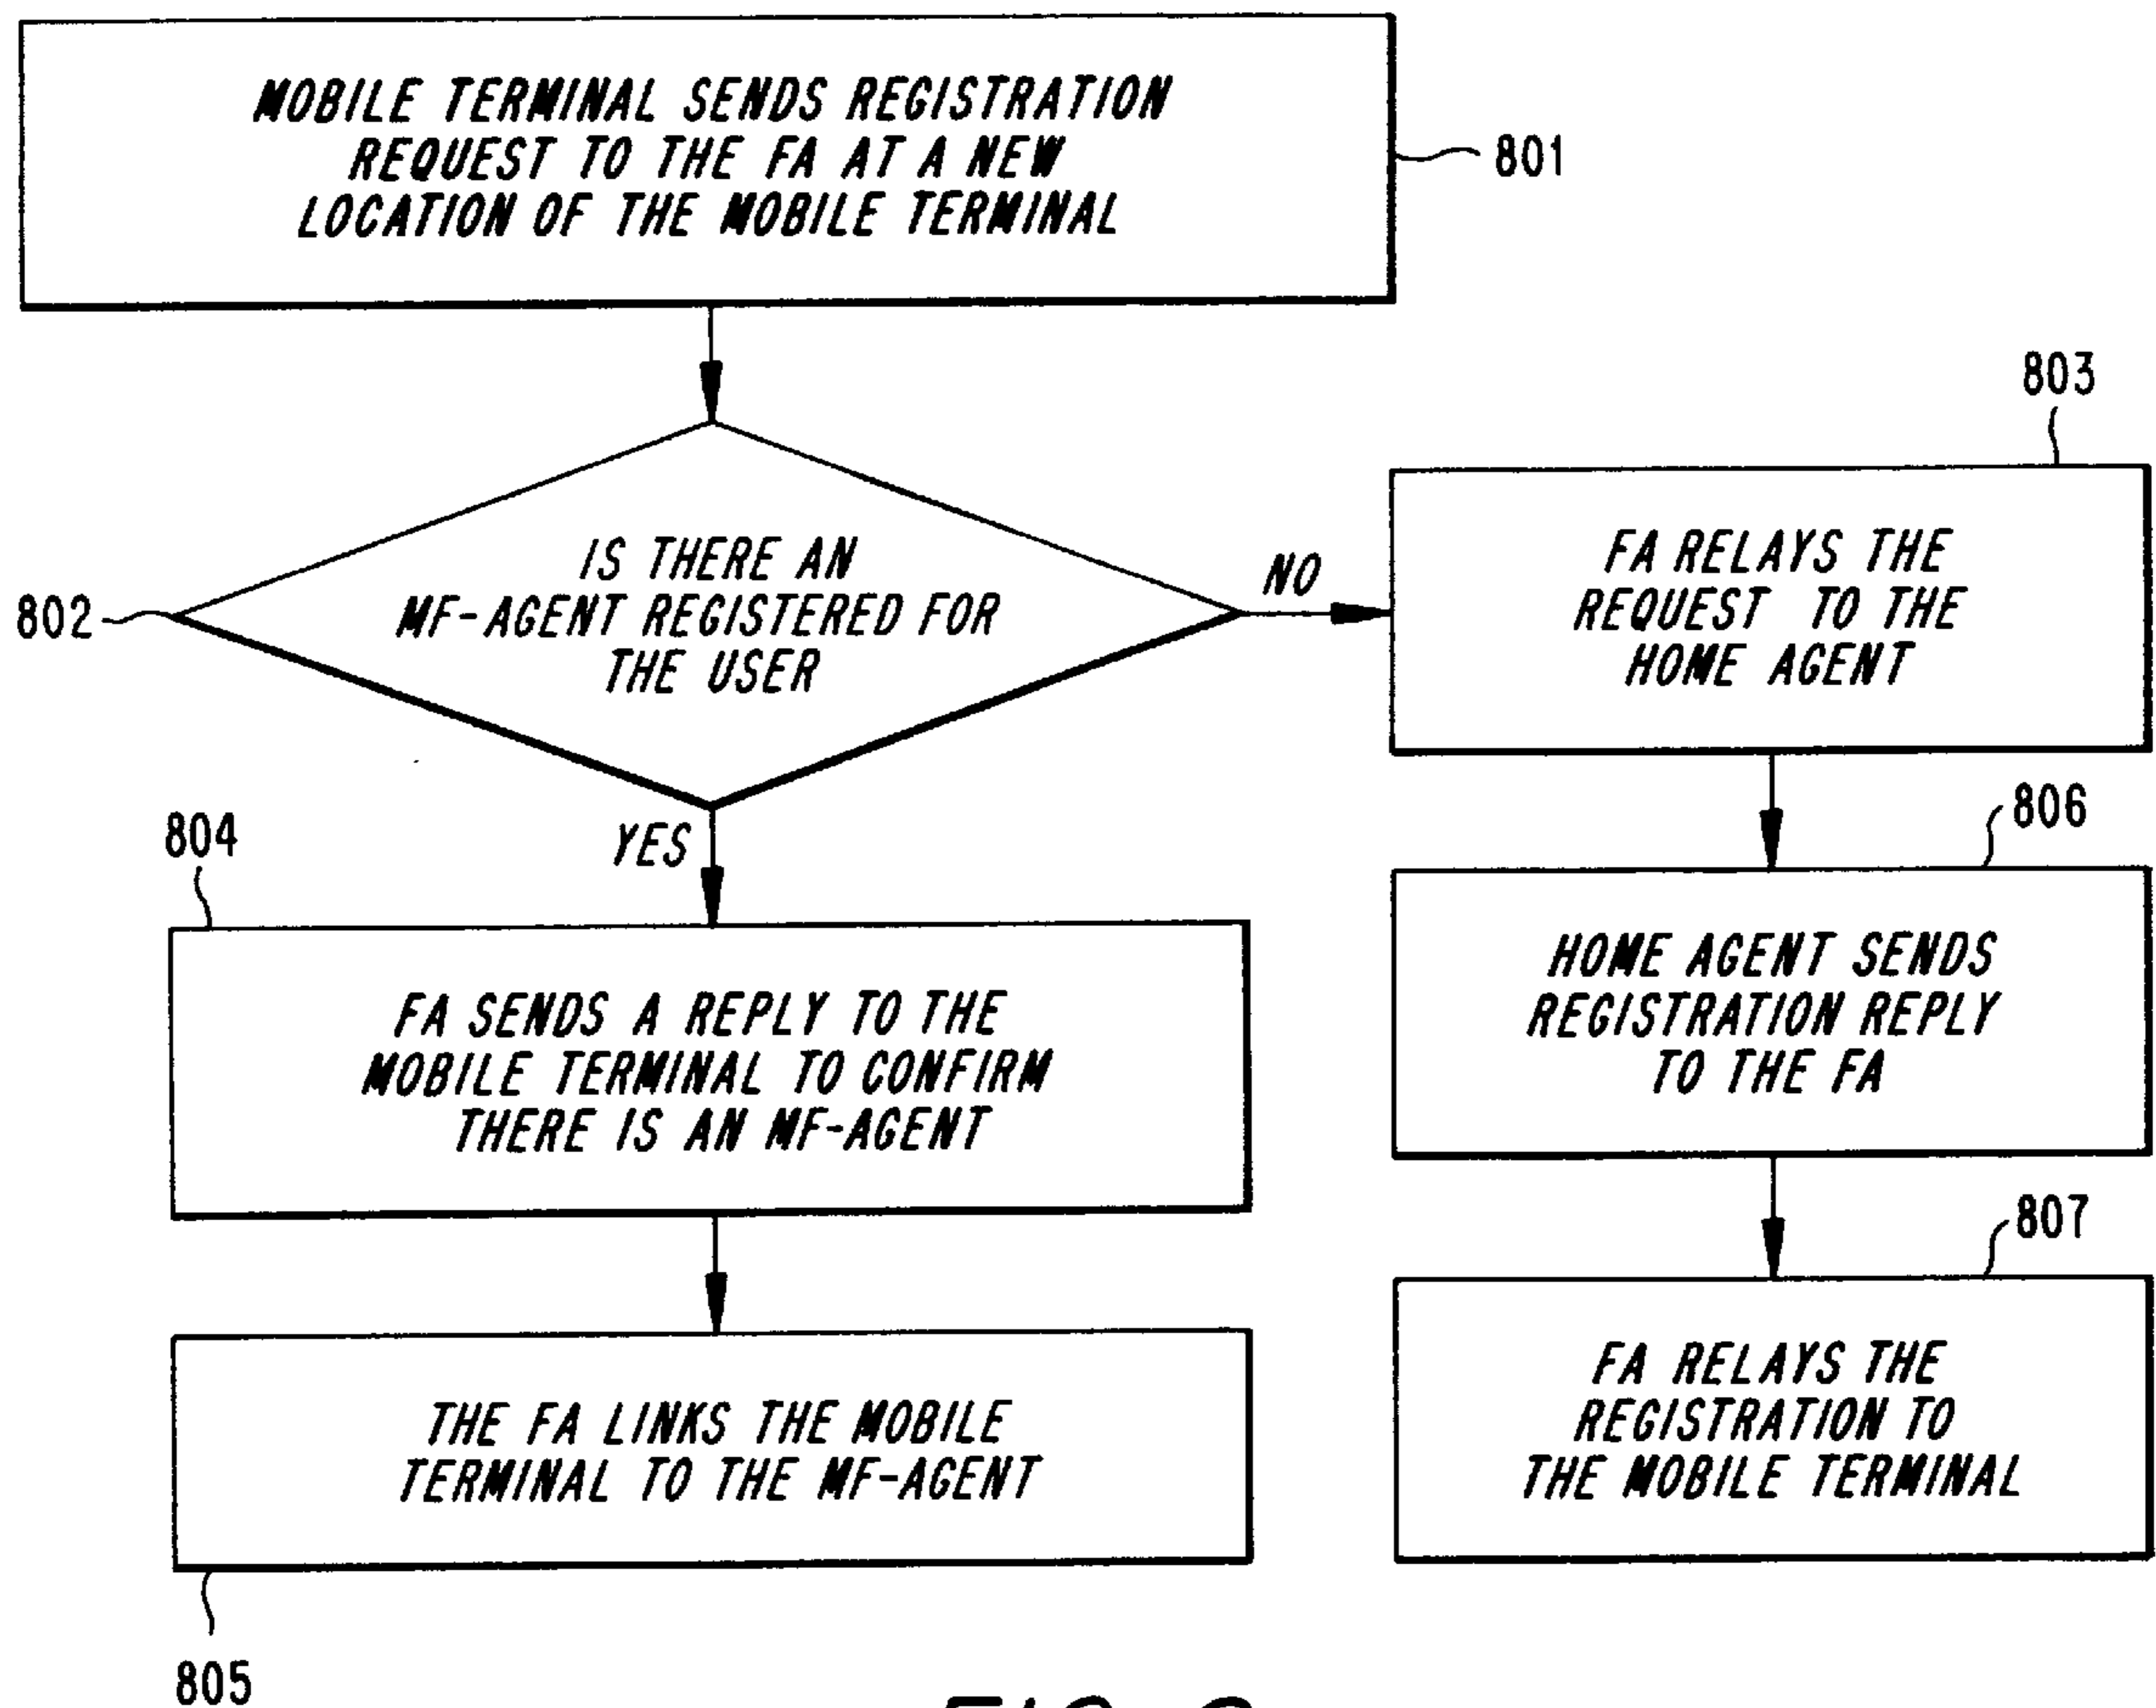 MOBILE TERMINAL SENDS REGISTRATION
REQUEST TO THE FA AT A NEW
LOCATION OF THE MOBILE TERMINAL
801
802
IS THERE AN
MF-AGENT REGISTERED FOR
THE USER
NO
YES
803
FA RELAYS THE
REQUEST TO THE
HOME AGENT
804
FA SENDS A REPLY TO THE
MOBILE TERMINAL TO CONFIRM
THERE IS AN MF-AGENT
806
HOME AGENT SENDS
REGISTRATION REPLY
TO THE FA
THE FA LINKS THE MOBILE
TERMINAL TO THE MF-AGENT
805
807
FA RELAYS THE
REGISTRATION TO
THE MOBILE TERMINAL